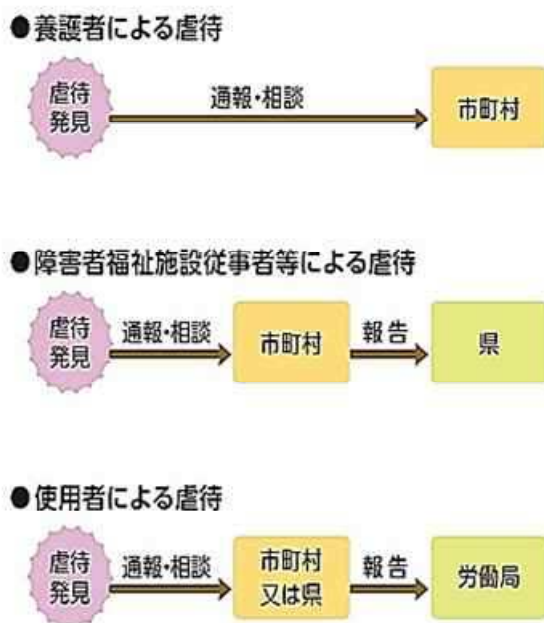 ●養護者による虐待
虐待
発見
通報・相談
市町村
●障害者福祉施設従事者等による虐待
虐待
発見
通報・相談
市町村
報告
県
●使用者による虐待
虐待
発見
通報・相談
市町村
又は県
報告
労働局